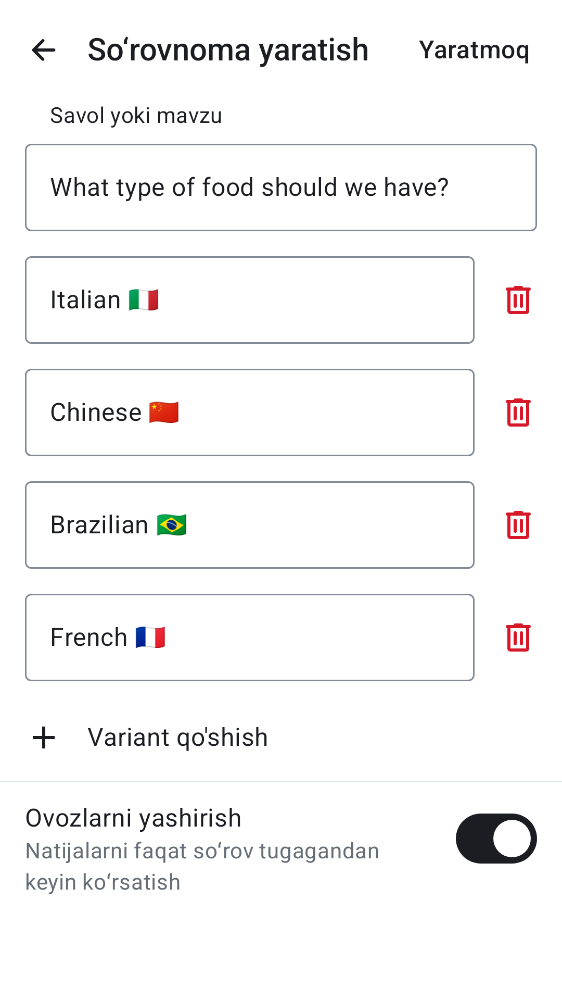 Soʻrovnoma yaratish
Yaratmoq
Savol yoki mavzu
What type of food should we have?
Italian 🇮🇹
Chinese 🇨🇳
Brazilian 🇧🇷
French 🇫🇷
Variant qo'shish
Ovozlarni yashirish
Natijalarni faqat soʻrov tugagandan
keyin koʻrsatish